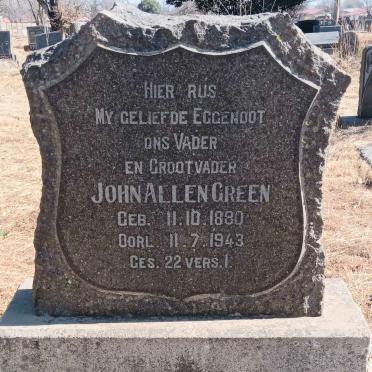 HIER RUS
MY GELIEFDE EGGENOOT
ONS VADER
EN GROOTVADER
JOHN ALLEN GREEN
GEB. 11.10.1890
OORL. 11.7.1943
GES. 22 VERS. 1.